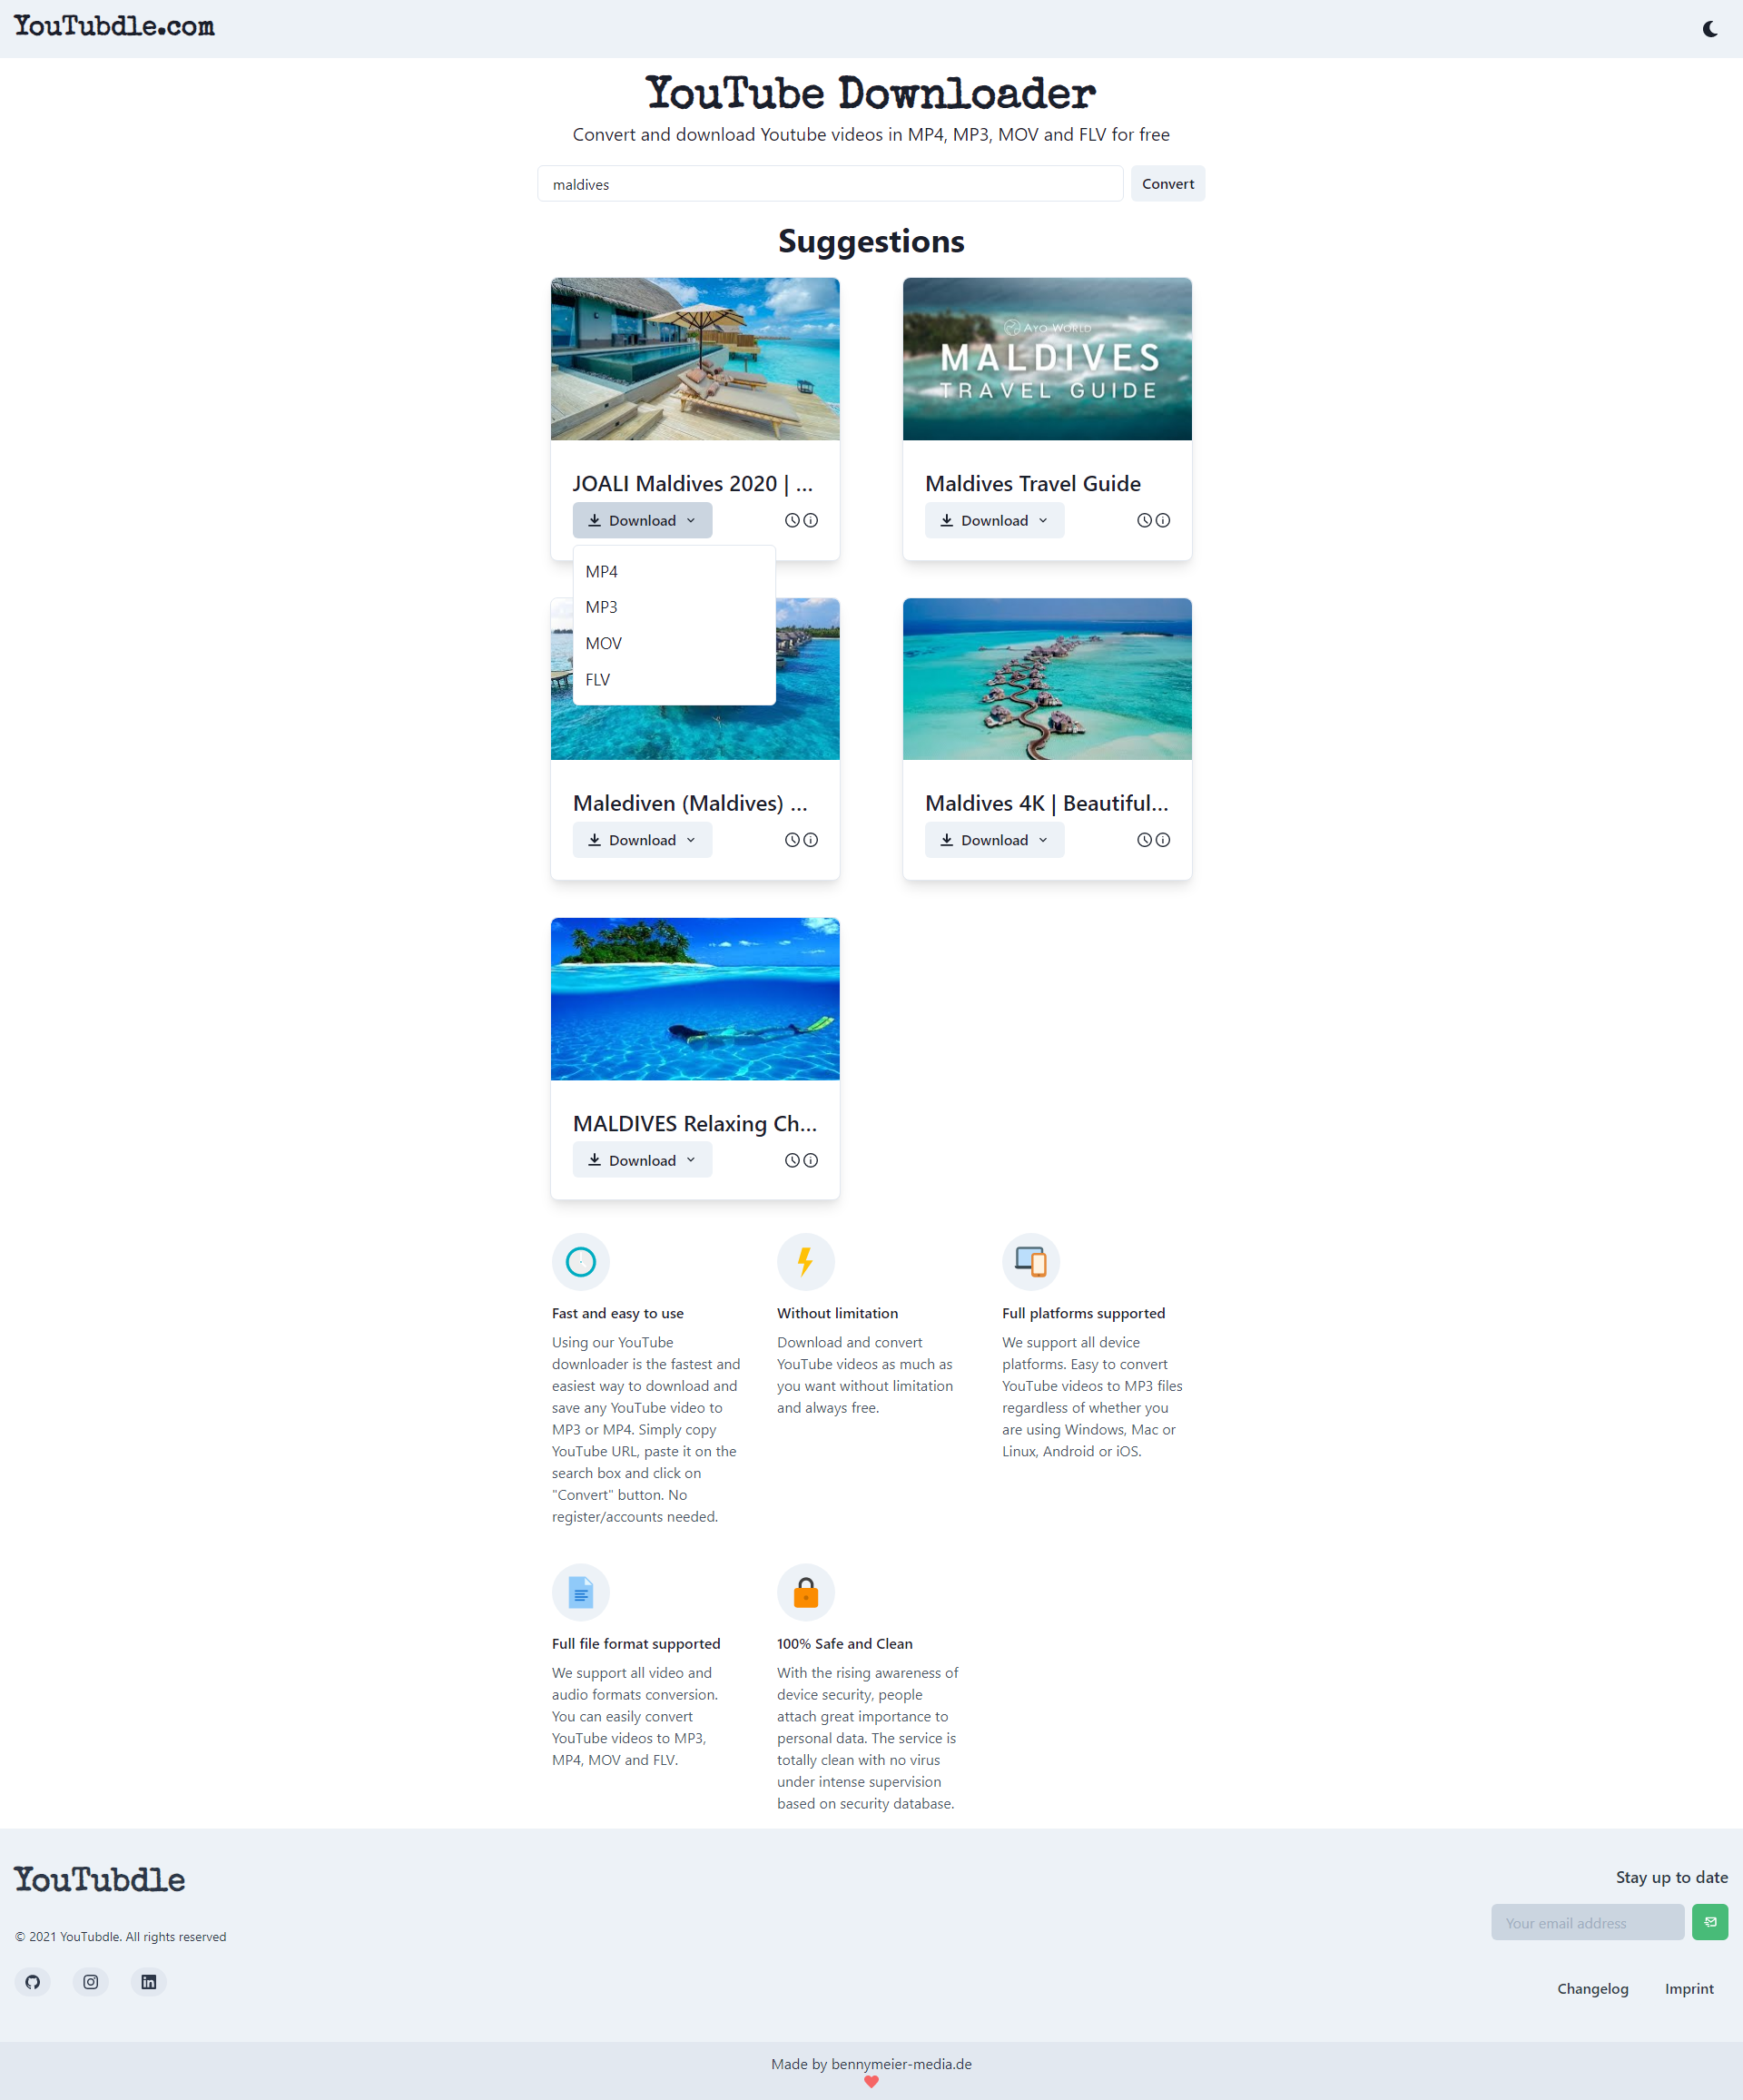 YouTubdle.com
YouTube Downloader
Convert and download Youtube videos in MP4, MP3, MOV and FLV for free
maldives
Convert
Suggestions
AYO WORLD
MALDIVES
TRAVEL GUIDE
JOALI Maldives 2020 | ...
Download
Maldives Travel Guide
Download
MP4
MP3
MOV
FLV
Malediven (Maldives) ...
Download
Maldives 4K | Beautiful...
Download
MALDIVES Relaxing Ch...
Download
Fast and easy to use
Using our YouTube
downloader is the fastest and
easiest way to download and
save any YouTube video to
MP3 or MP4. Simply copy
YouTube URL, paste it on the
search box and click on
"Convert" button. No
register/accounts needed.
Without limitation
Download and convert
YouTube videos as much as
you want without limitation
and always free.
Full platforms supported
We support all device
platforms. Easy to convert
YouTube videos to MP3 files
regardless of whether you
are using Windows, Mac or
Linux, Android or iOS.
Full file format supported
We support all video and
audio formats conversion.
You can easily convert
YouTube videos to MP3,
MP4, MOV and FLV.
100% Safe and Clean
With the rising awareness of
device security, people
attach great importance to
personal data. The service is
totally clean with no virus
under intense supervision
based on security database.
YouTubdle
© 2021 YouTubdle. All rights reserved
Stay up to date
Your email address
Changelog
Imprint
Made by bennymeier-media.de